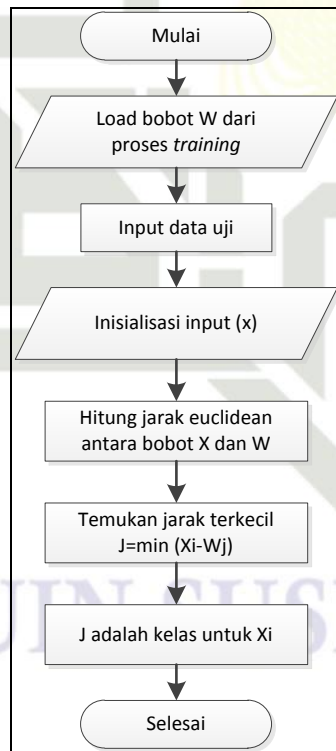 Mulai
Load bobot W dari
proses training
Input data uji
Inisialisasi input (x)
Hitung jarak euclidean
antara bobot X dan W
Temukan jarak terkecil
J=min (Xi-Wj)
J adalah kelas untuk Xi
Selesai